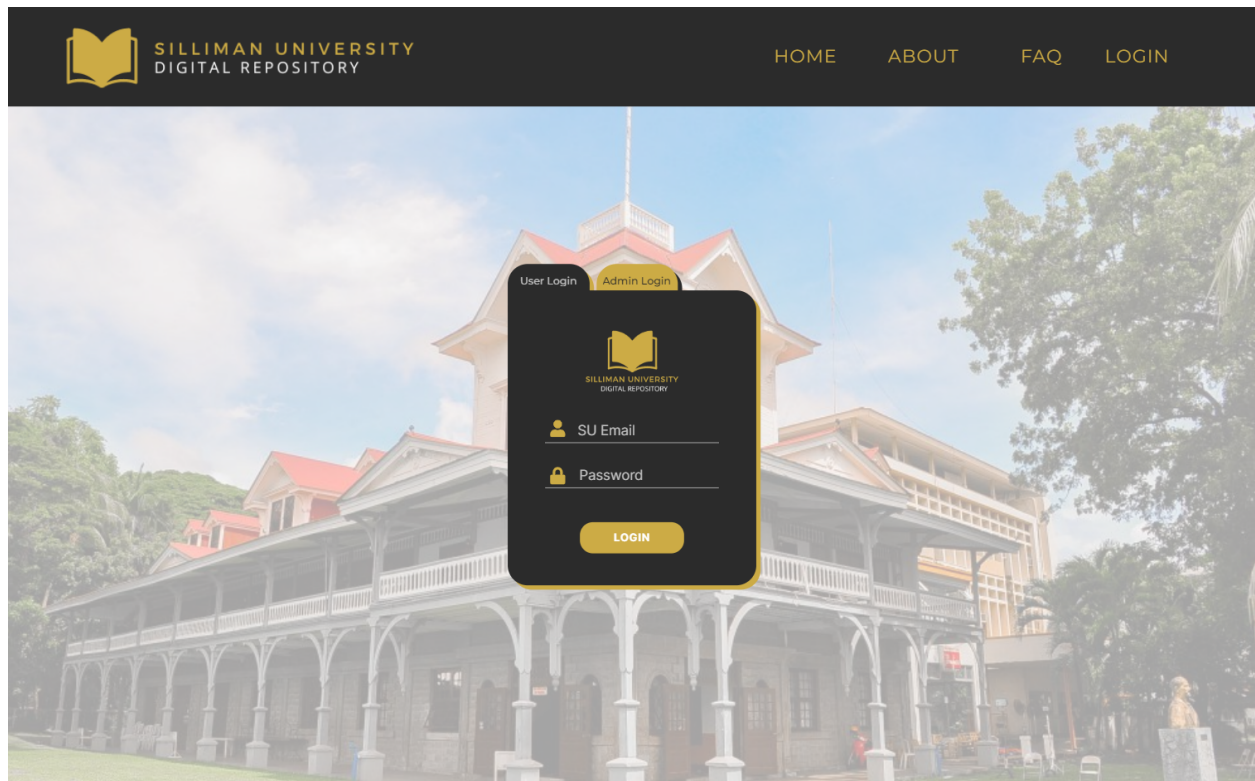 SILLIMAN UNIVERSITY
DIGITAL REPOSITORY
HOME ABOUT FAQ LOGIN
User Login Admin Login
SILLIMAN UNIVERSITY
DIGITAL REPOSITORY
SU Email
Password
LOGIN